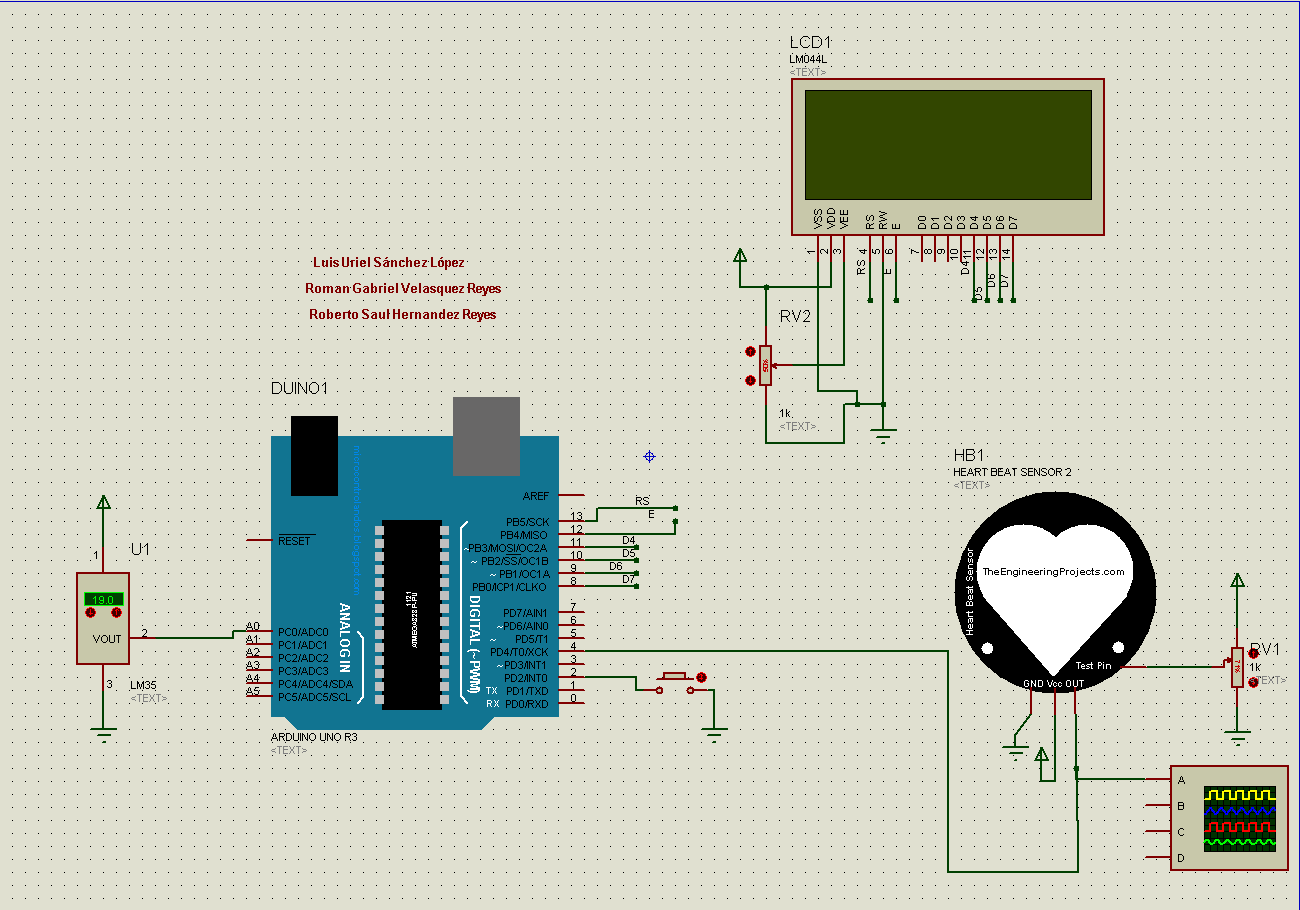 LCD1
LM044L
<TEXT>
VSS
VDD
VEE
RS
RW
E
D0
D1
D2
D3
D4
D5
D6
D7
1
2
3
4
5
6
7
8
9
10
11
12
13
14
RS
E
D4
D5
D6
D7
Luis Uriel Sánchez López
Roman Gabriel Velasquez Reyes
Roberto Saul Hernandez Reyes
RV2
50%
1k
<TEXT>
DUINO1
microcontrolandos.blogspot.com
RESET
AREF
PB5/SCK
PB4/MISO
~PB3/MOSI/OC2A
~ PB2/SS/OC1B
~ PB1/OC1A
PB0/ICP1/CLKO
PD7/AIN1
~PD6/AIN0
~ PD5/T1
PD4/T0/XCK
~PD3/INT1
PD2/INT0
TX PD1/TXD
RX PD0/RXD
13
12
11
10
9
8
7
6
5
4
3
2
1
0
RS
E
D4
D5
D6
D7
ANALOG IN
DIGITAL (~PWM)
ATMEGA328P-PU
1121
A0
A1
A2
A3
A4
A5
PC0/ADC0
PC1/ADC1
PC2/ADC2
PC3/ADC3
PC4/ADC4/SDA
PC5/ADC5/SCL
ARDUINO UNO R3
<TEXT>
U1
1
19.0
VOUT
2
3
LM35
<TEXT>
HB1
HEART BEAT SENSOR 2
<TEXT>
Heart Beat Sensor
TheEngineeringProjects.com
Test Pin
GND Vcc OUT
RV1
1k
<TEXT>
A
B
C
D